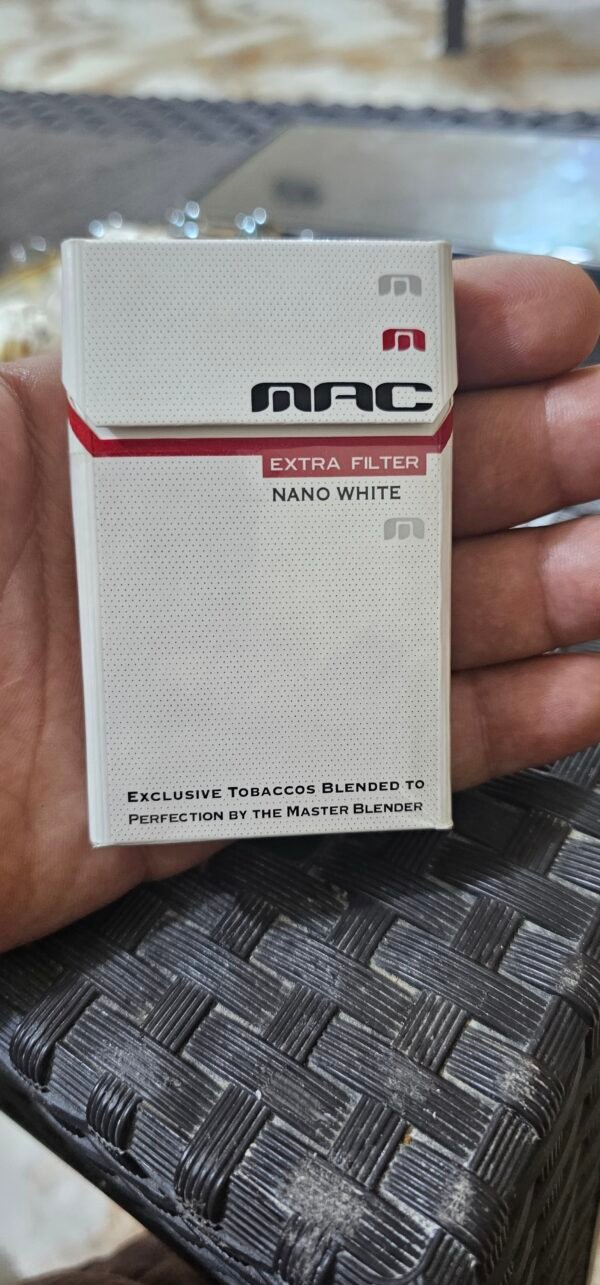 MAC
EXTRA FILTER
NANO WHITE
EXCLUSIVE TOBACCOS BLENDED TO
PERFECTION BY THE MASTER BLENDER